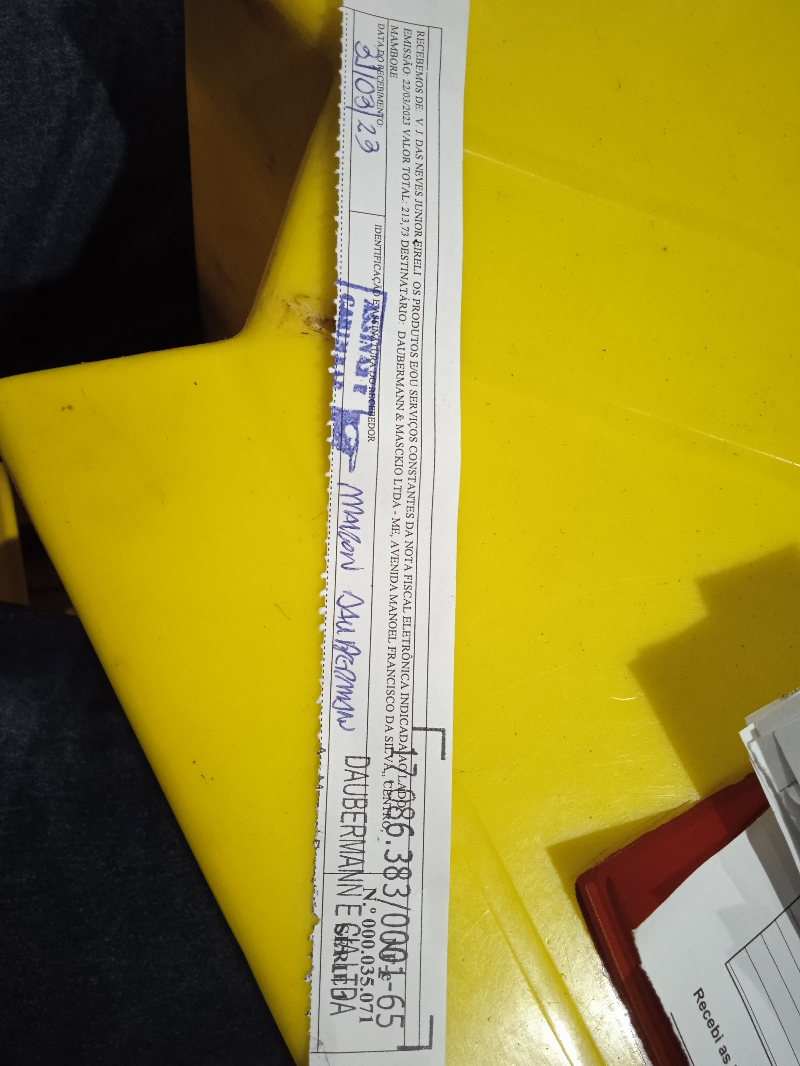 RECEBEMOS DE V. J. DAS NEVES JUNIOR EIRELI OS PRODUTOS E/OU SERVIÇOS CONSTANTES DA NOTA FISCAL ELETRÔNICA INDICADA AO LADO
EMISSÃO: 22/03/2023 VALOR TOTAL: 213,73 DESTINATÁRIO: DAUBERMANN & MASCKIO LTDA - ME, AVENIDA MANOEL FRANCISCO DA SILVA,, CENTRO,
MAMBORE
DATA DO RECEBIMENTO
31/03/23
IDENTIFICAÇÃO E ASSINATURA DO RECEBEDOR
MAICON DAUBERMANN
17.686.383/0001-65
DAUBERMANN E CIA LTDA
N.º 000.035.071
SÉRIE
Recebi as